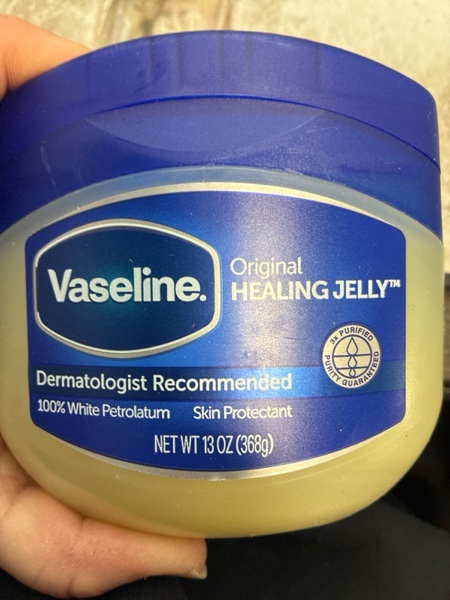 Vaseline.
Original
HEALING JELLY™
3x PURIFIED
PURITY GUARANTEED
Dermatologist Recommended
100% White Petrolatum Skin Protectant
NET WT 13 OZ (368g)